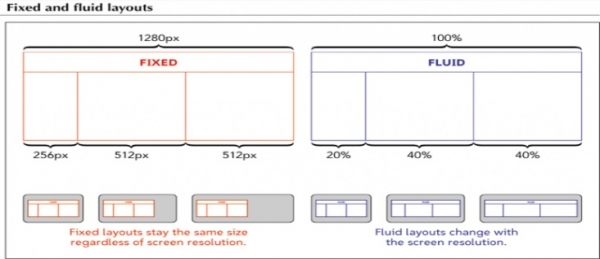 Fixed and fluid layouts
1280px
100%
FIXED
FLUID
256px
512px
512px
20%
40%
40%
Fixed layouts stay the same size
regardless of screen resolution.
Fluid layouts change with
the screen resolution.